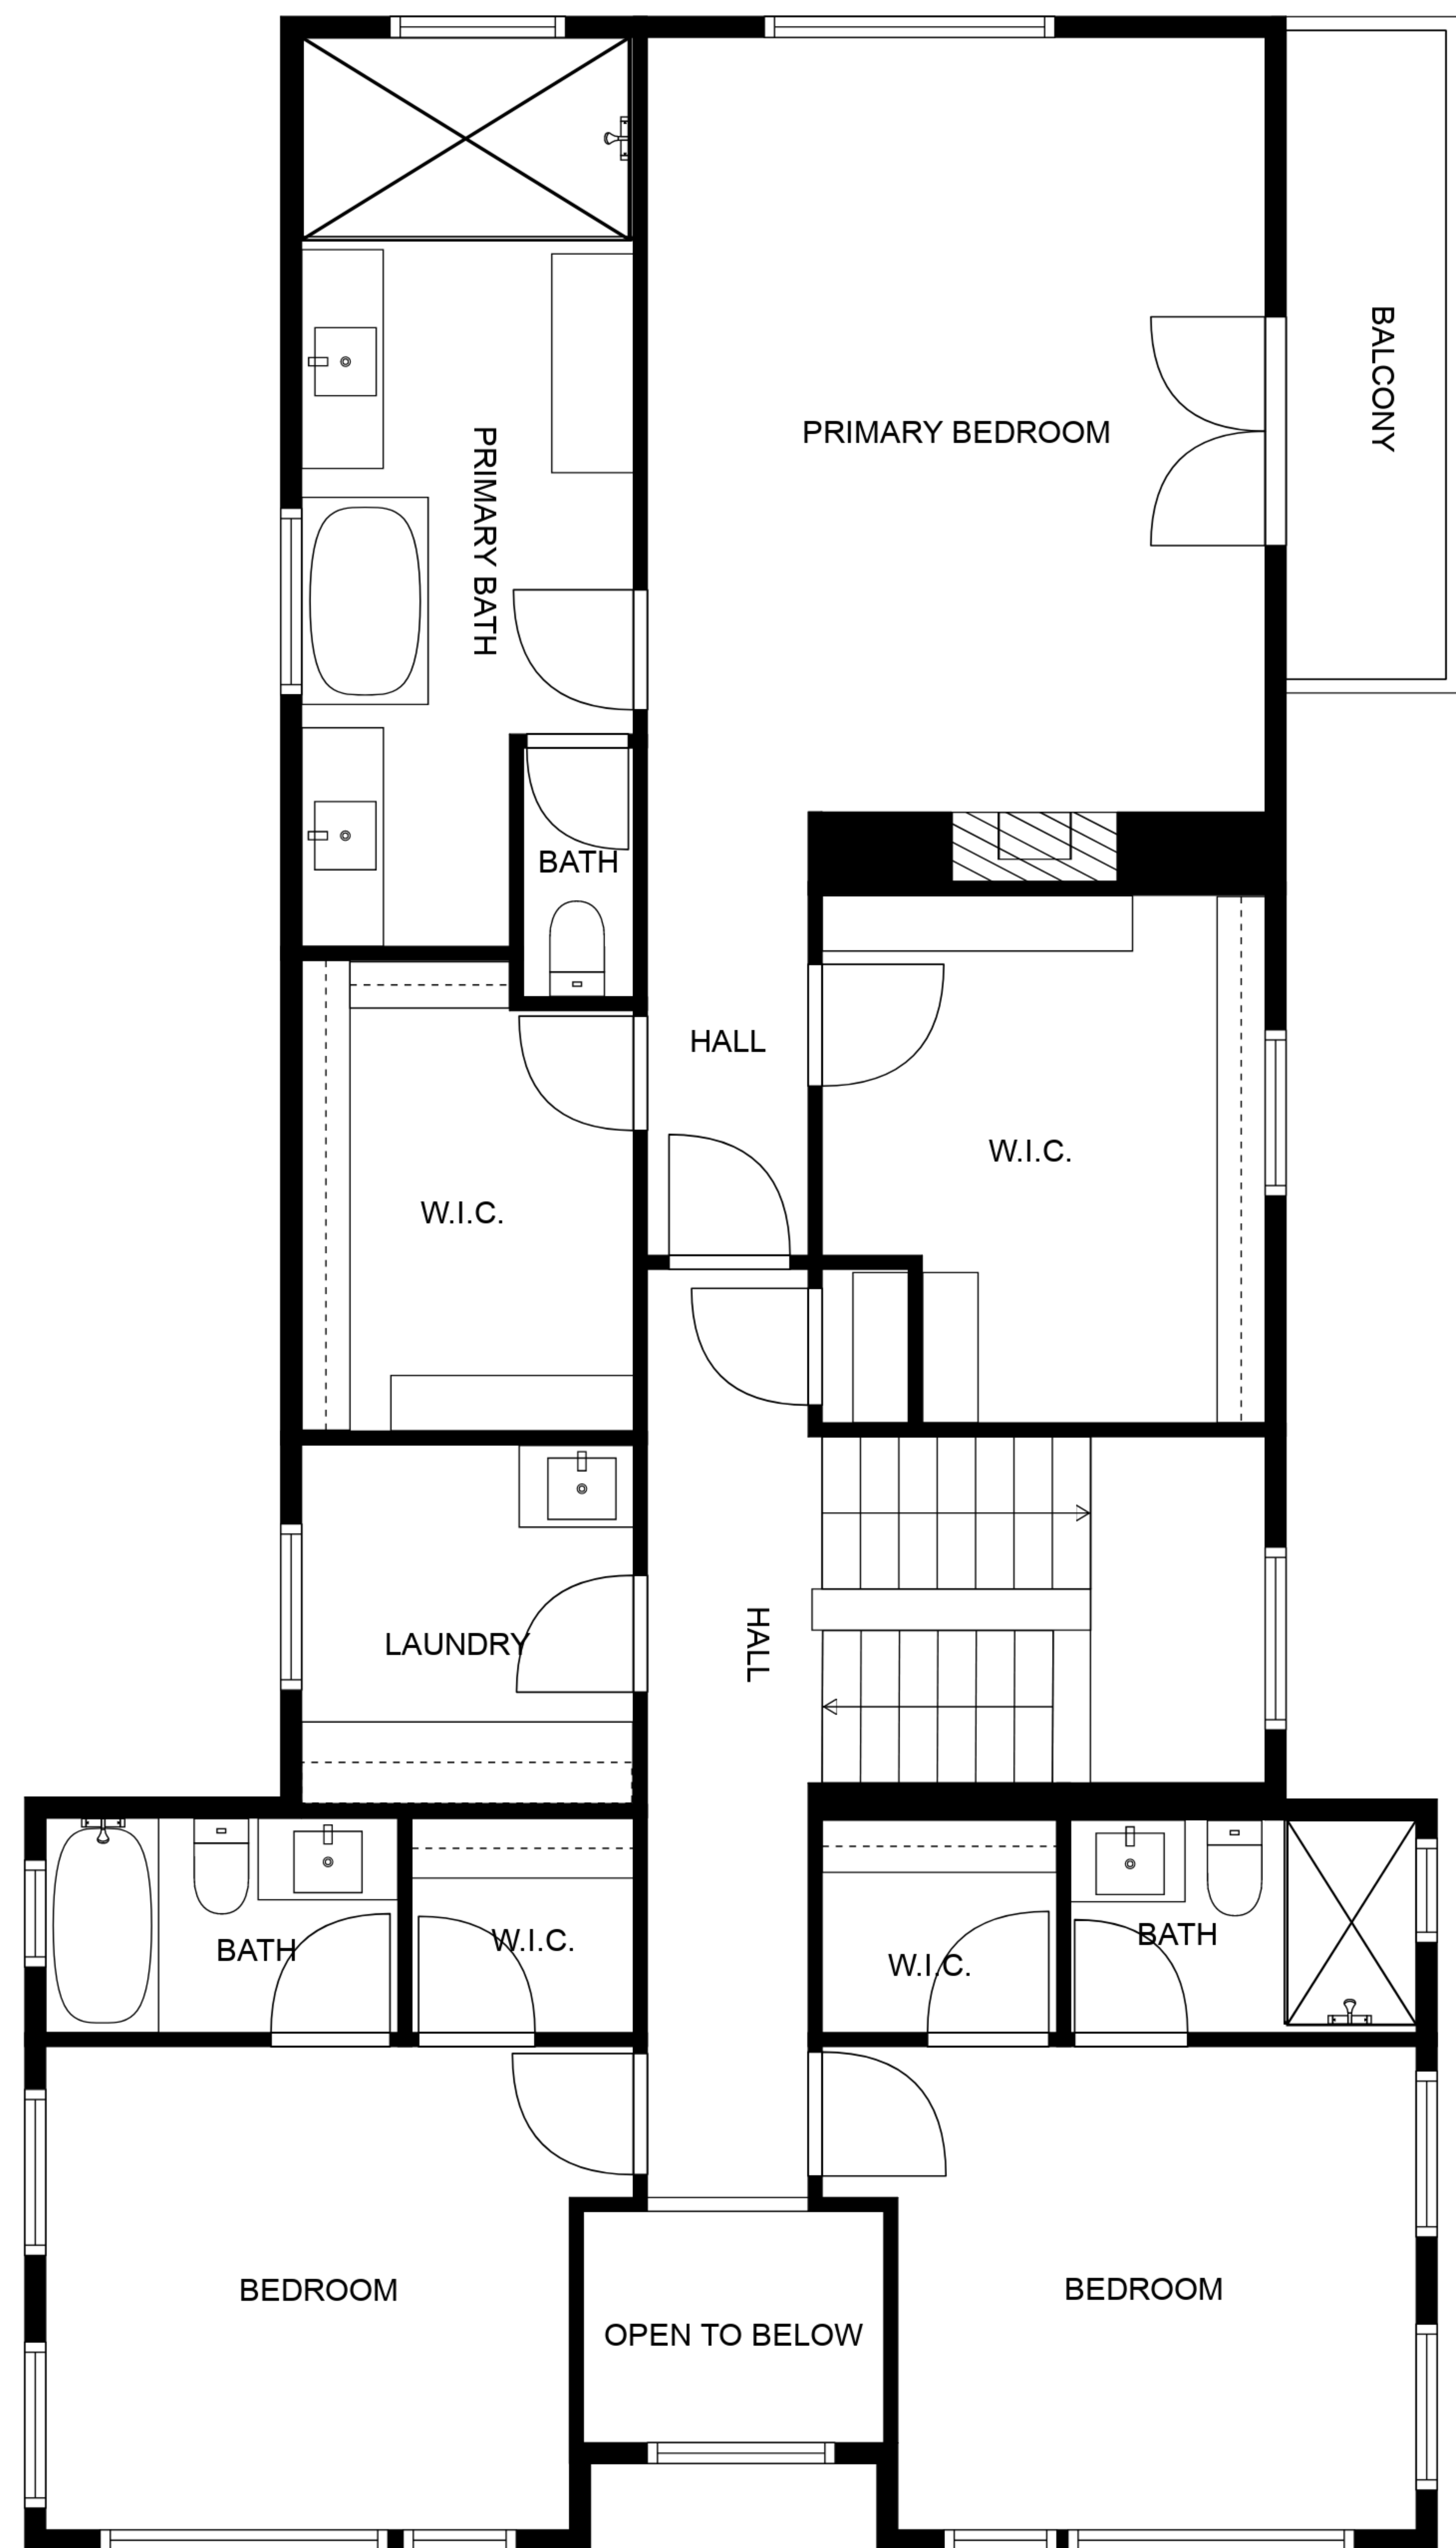 BALCONY
PRIMARY BEDROOM
PRIMARY BATH
BATH
HALL
W.I.C.
W.I.C.
HALL
LAUNDRY
BATH
W.I.C.
W.I.C.
BATH
BEDROOM
BEDROOM
OPEN TO BELOW